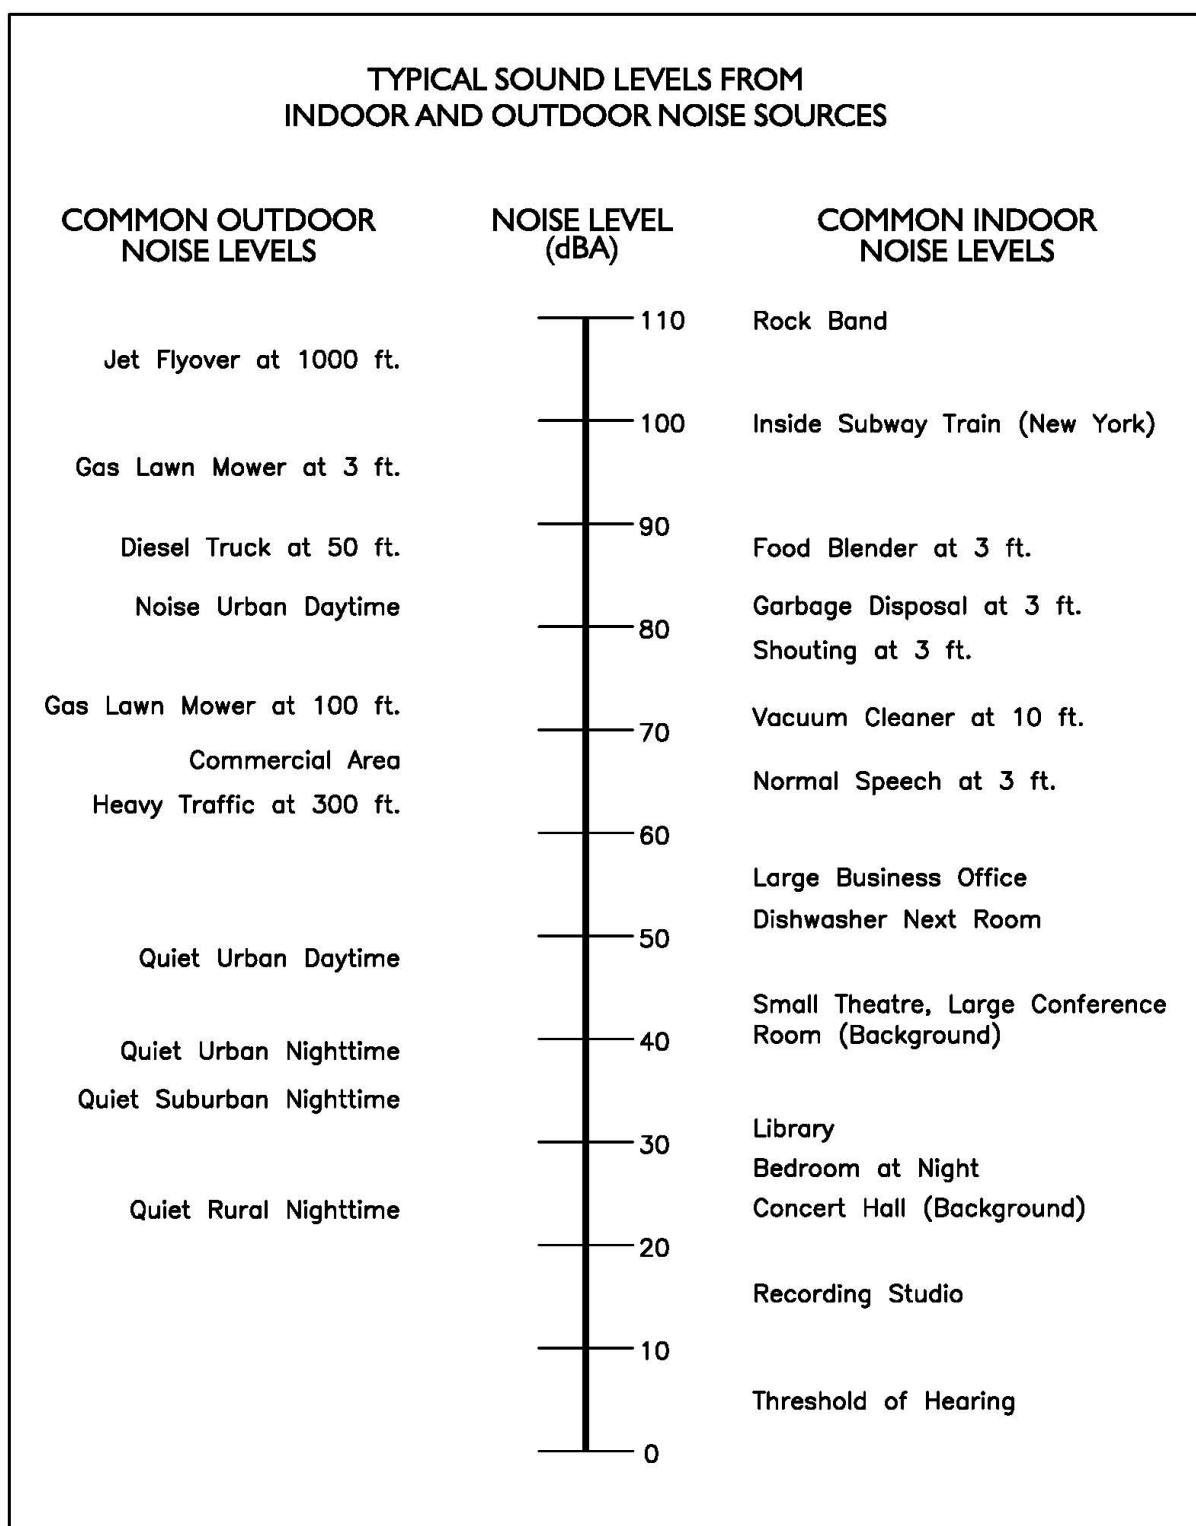 TYPICAL SOUND LEVELS FROM
INDOOR AND OUTDOOR NOISE SOURCES
COMMON OUTDOOR
NOISE LEVELS
NOISE LEVEL
(dBA)
COMMON INDOOR
NOISE LEVELS
110
Rock Band
Jet Flyover at 1000 ft.
100
Inside Subway Train (New York)
Gas Lawn Mower at 3 ft.
90
Diesel Truck at 50 ft.
Food Blender at 3 ft.
Noise Urban Daytime
Garbage Disposal at 3 ft.
80
Shouting at 3 ft.
Gas Lawn Mower at 100 ft.
Vacuum Cleaner at 10 ft.
70
Commercial Area
Normal Speech at 3 ft.
Heavy Traffic at 300 ft.
60
Large Business Office
Dishwasher Next Room
50
Quiet Urban Daytime
Small Theatre, Large Conference
Room (Background)
40
Quiet Urban Nighttime
Quiet Suburban Nighttime
Library
30
Bedroom at Night
Quiet Rural Nighttime
Concert Hall (Background)
20
Recording Studio
10
Threshold of Hearing
0